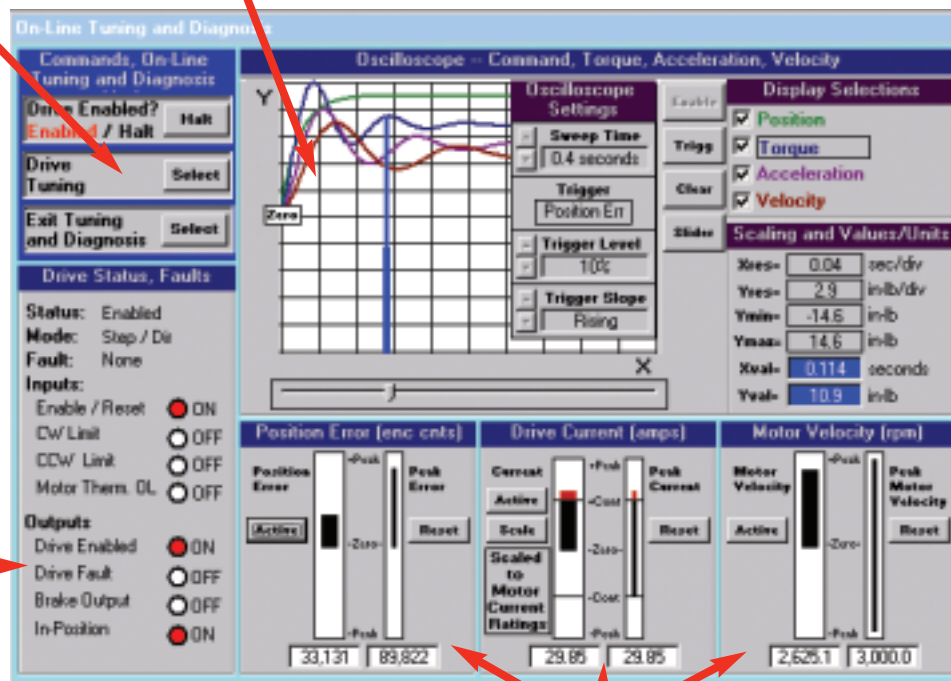 On-Line Tuning and Diagnosis
Commands, On-Line
Tuning and Diagnosis
Drive Enabled?
Enabled / Halt
Halt
Drive
Tuning
Select
Exit Tuning
and Diagnosis
Select
Drive Status, Faults
Status: Enabled
Mode: Step / Dir
Fault: None
Inputs:
Enable / Reset ON
CW Limit OFF
CCW Limit OFF
Motor Therm. OL OFF
Outputs
Drive Enabled ON
Drive Fault OFF
Brake Output OFF
In-Position ON
Oscilloscope -- Command, Torque, Acceleration, Velocity
Y
Zero
X
Oscilloscope
Settings
Sweep Time
0.4 seconds
Trigger
Position Err
Trigger Level
10%
Trigger Slope
Rising
Enable
Trigg
Clear
Slider
Display Selections
Position
Torque
Acceleration
Velocity
Scaling and Values/Units
Xres= 0.04 sec/div
Yres= 2.9 in-lb/div
Ymin= -14.6 in-lb
Ymax= 14.6 in-lb
Xval= 0.114 seconds
Yval= 10.9 in-lb
Position Error (enc cnts)
Position
Error
Active
-Peak
-Zero-
-Peak
Peak
Error
Reset
33,131 89,822
Drive Current (amps)
Current
Active
Scale
Scaled
to
Motor
Current
Ratings
-Peak
-Cont
-Zero-
-Cont
-Peak
Peak
Current
Reset
29.85 29.85
Motor Velocity (rpm)
Motor
Velocity
Active
-Peak
-Zero-
-Peak
Peak
Motor
Velocity
Reset
2,625.1 3,000.0